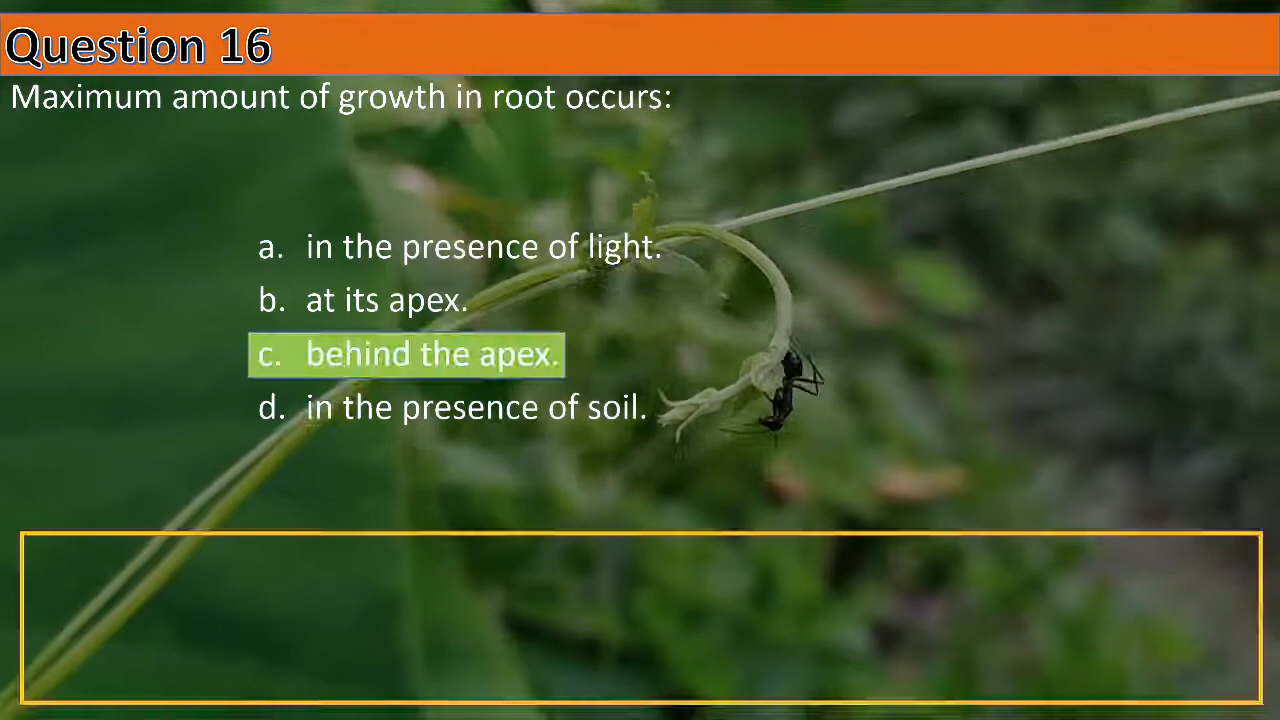 Question 16
Maximum amount of growth in root occurs:
a. in the presence of light.
b. at its apex.
c. behind the apex.
d. in the presence of soil.